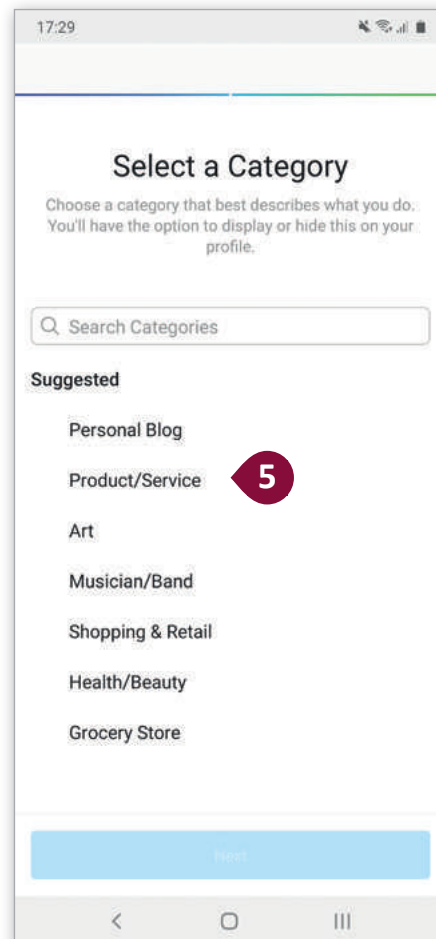 17:29
Select a Category
Choose a category that best describes what you do.
You'll have the option to display or hide this on your
profile.
Search Categories
Suggested
Personal Blog
Product/Service
5
Art
Musician/Band
Shopping & Retail
Health/Beauty
Grocery Store
Next